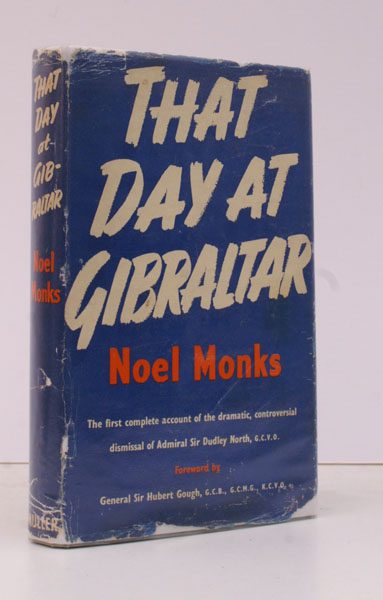 THAT
DAY AT
GIBRALTAR
Noel Monks
The first complete account of the dramatic, controversial
dismissal of Admiral Sir Dudley North, G.C.V.O.
Foreword by
General Sir Hubert Gough, G.C.B., G.C.M.G., K.C.V.O.
THAT
DAY
at
GIB-
RALTAR
Noel
Monks
MULLER